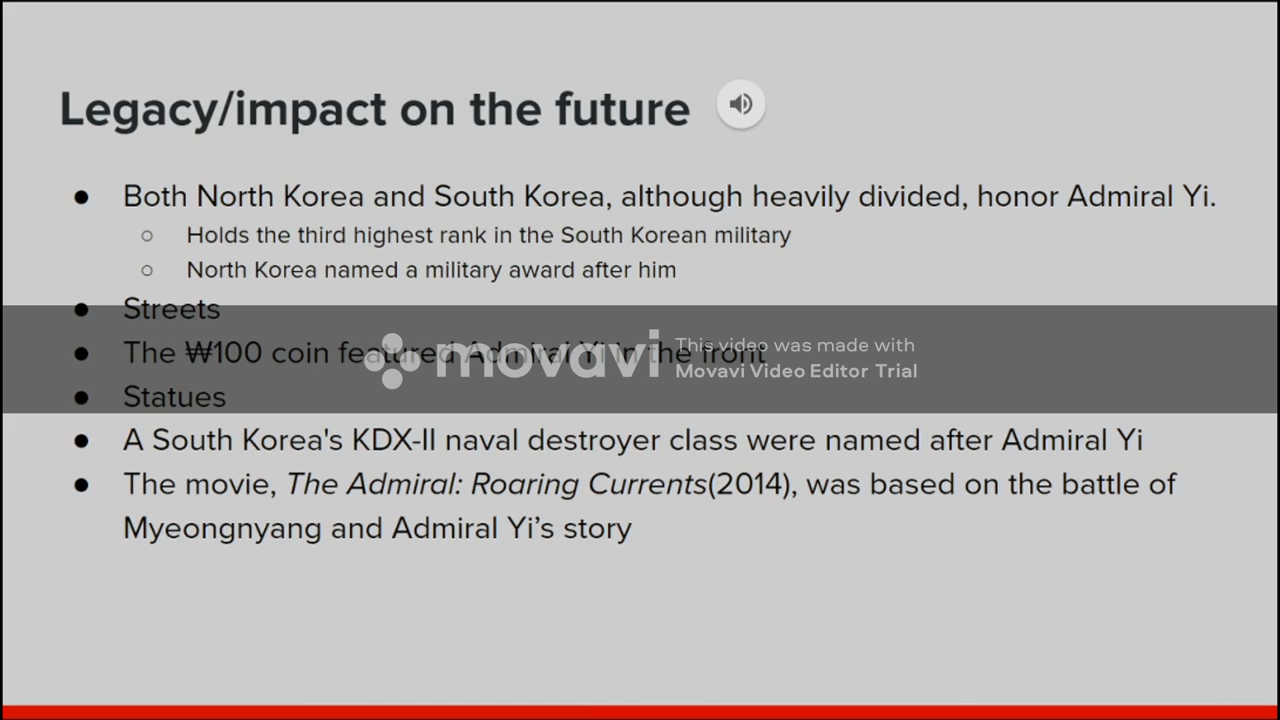 Legacy/impact on the future
● Both North Korea and South Korea, although heavily divided, honor Admiral Yi.
○ Holds the third highest rank in the South Korean military
○ North Korea named a military award after him
● Streets
● The ₩100 coin featured Admiral Yi in the front
movavi
This video was made with
Movavi Video Editor Trial
● Statues
● A South Korea's KDX-II naval destroyer class were named after Admiral Yi
● The movie, The Admiral: Roaring Currents(2014), was based on the battle of
Myeongnyang and Admiral Yi’s story